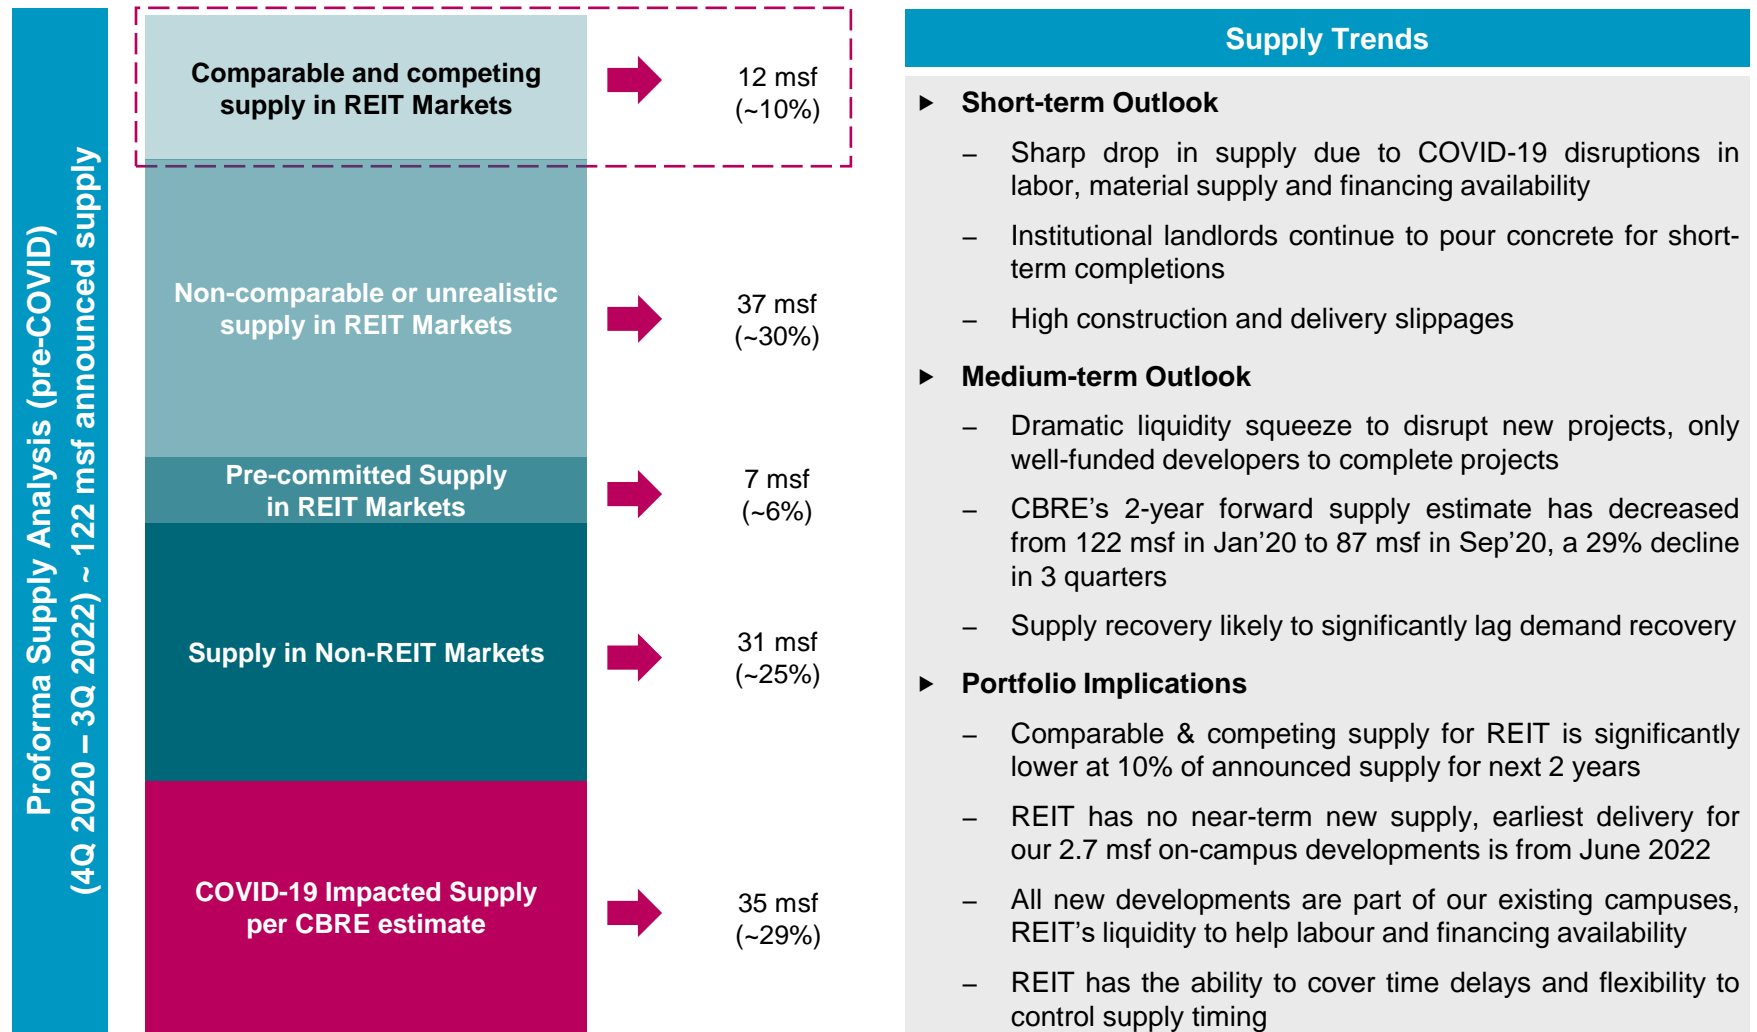 Proforma Supply Analysis (pre-COVID)
(4Q 2020 – 3Q 2022) ~ 122 msf announced supply
Comparable and competing
supply in REIT Markets
12 msf
(~10%)
Non-comparable or unrealistic
supply in REIT Markets
37 msf
(~30%)
Pre-committed Supply
in REIT Markets
7 msf
(~6%)
Supply in Non-REIT Markets
31 msf
(~25%)
COVID-19 Impacted Supply
per CBRE estimate
35 msf
(~29%)
Supply Trends
Short-term Outlook
– Sharp drop in supply due to COVID-19 disruptions in
labor, material supply and financing availability
– Institutional landlords continue to pour concrete for short-
term completions
– High construction and delivery slippages
Medium-term Outlook
– Dramatic liquidity squeeze to disrupt new projects, only
well-funded developers to complete projects
– CBRE's 2-year forward supply estimate has decreased
from 122 msf in Jan'20 to 87 msf in Sep'20, a 29% decline
in 3 quarters
– Supply recovery likely to significantly lag demand recovery
Portfolio Implications
– Comparable & competing supply for REIT is significantly
lower at 10% of announced supply for next 2 years
– REIT has no near-term new supply, earliest delivery for
our 2.7 msf on-campus developments is from June 2022
– All new developments are part of our existing campuses,
REIT's liquidity to help labour and financing availability
– REIT has the ability to cover time delays and flexibility to
control supply timing